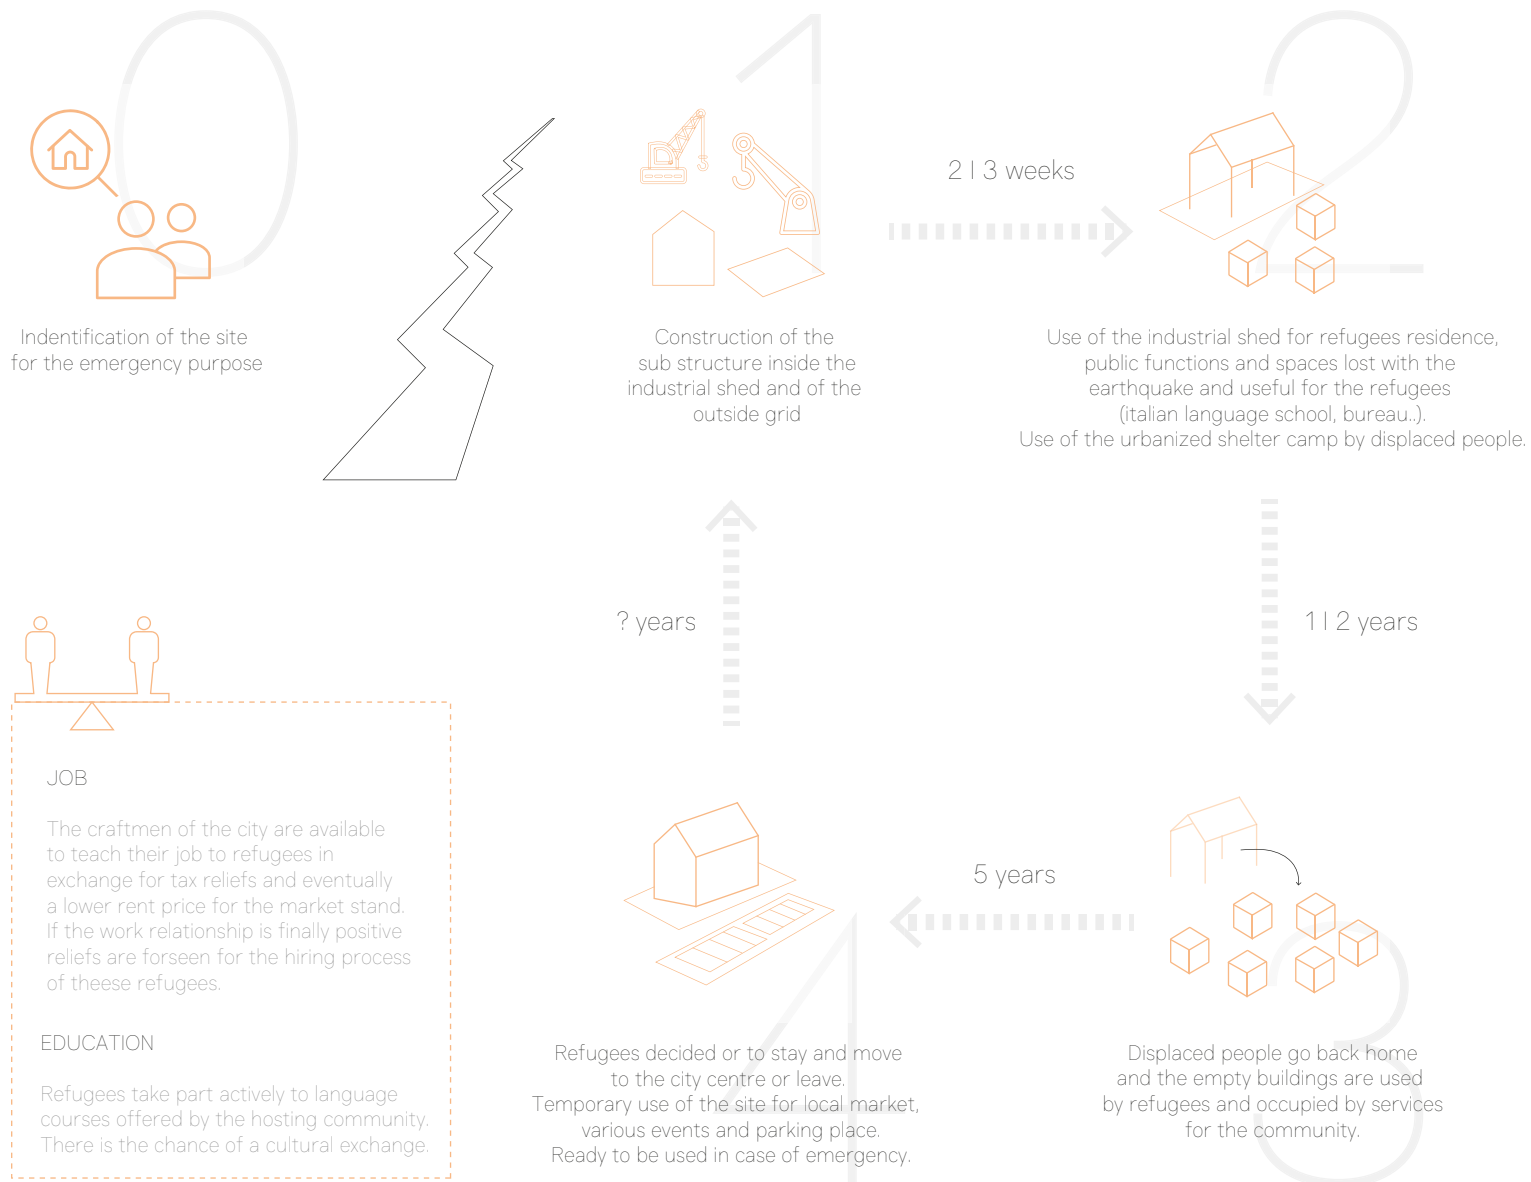 0
Indentification of the site
for the emergency purpose
1
Construction of the
sub structure inside the
industrial shed and of the
outside grid
2 | 3 weeks
2
Use of the industrial shed for refugees residence,
public functions and spaces lost with the
earthquake and useful for the refugees
(italian language school, bureau..).
Use of the urbanized shelter camp by displaced people.
1 | 2 years
3
Displaced people go back home
and the empty buildings are used
by refugees and occupied by services
for the community.
5 years
4
Refugees decided or to stay and move
to the city centre or leave.
Temporary use of the site for local market,
various events and parking place.
Ready to be used in case of emergency.
? years
JOB
The craftmen of the city are available
to teach their job to refugees in
exchange for tax reliefs and eventually
a lower rent price for the market stand.
If the work relationship is finally positive
reliefs are forseen for the hiring process
of theese refugees.
EDUCATION
Refugees take part actively to language
courses offered by the hosting community.
There is the chance of a cultural exchange.